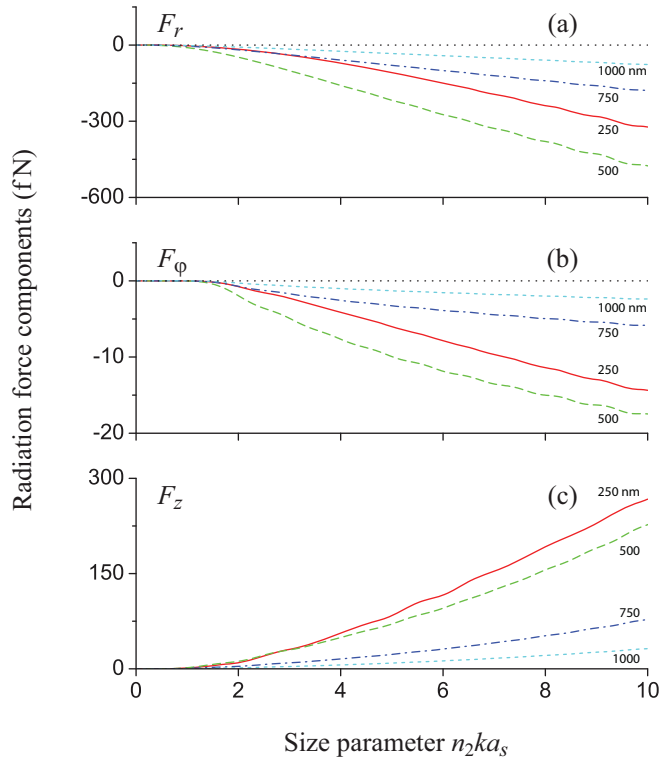 Radiation force components (fN)
F_r
(a)
0
-300
-600
1000 nm
750
250
500
F_φ
(b)
0
-10
-20
1000 nm
750
250
500
F_z
(c)
300
150
0
250 nm
500
750
1000
0 2 4 6 8 10
Size parameter n₂kaₛ